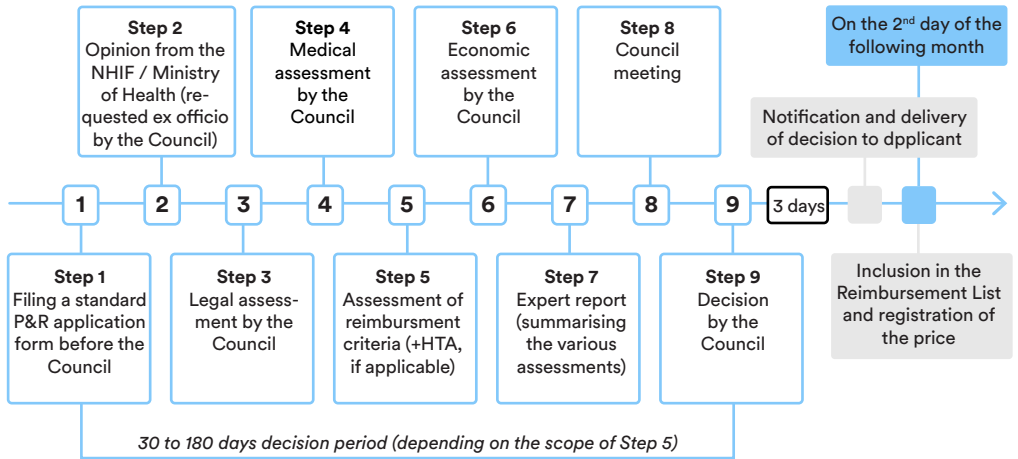 Step 2
Opinion from the
NHIF / Ministry
of Health (re-
quested ex officio
by the Council)
Step 4
Medical
assessment
by the
Council
Step 6
Economic
assessment
by the
Council
Step 8
Council
meeting
On the 2nd day of the
following month
Notification and delivery
of decision to dpplicant
1
2
3
4
5
6
7
8
9
3 days
Step 1
Filing a standard
P&R application
form before the
Council
Step 3
Legal assess-
ment by the
Council
Step 5
Assessment of
reimbursment
criteria (+HTA,
if applicable)
Step 7
Expert report
(summarising
the various
assessments)
Step 9
Decision
by the
Council
Inclusion in the
Reimbursement List
and registration of
the price
30 to 180 days decision period (depending on the scope of Step 5)